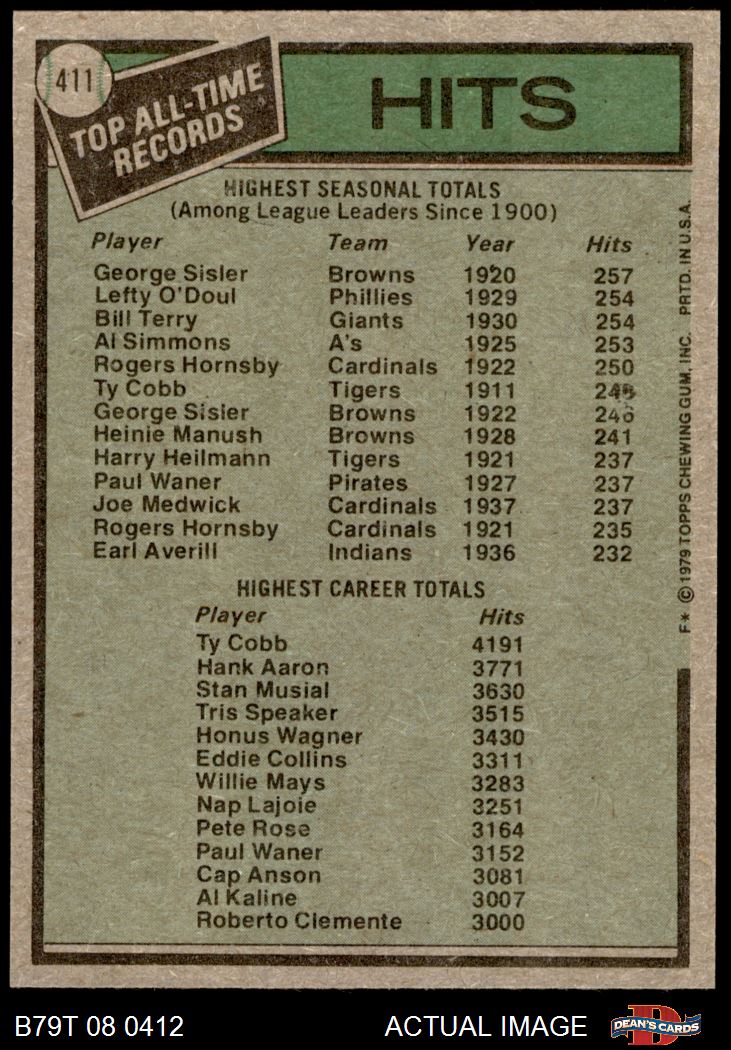 411
TOP ALL-TIME
RECORDS
HITS
HIGHEST SEASONAL TOTALS
(Among League Leaders Since 1900)
Player Team Year Hits
George Sisler Browns 1920 257
Lefty O'Doul Phillies 1929 254
Bill Terry Giants 1930 254
Al Simmons A's 1925 253
Rogers Hornsby Cardinals 1922 250
Ty Cobb Tigers 1911
George Sisler Browns 1922 246
Heinie Manush Browns 1928 241
Harry Heilmann Tigers 1921 237
Paul Waner Pirates 1927 237
Joe Medwick Cardinals 1937 237
Rogers Hornsby Cardinals 1921 235
Earl Averill Indians 1936 232
HIGHEST CAREER TOTALS
Player Hits
Ty Cobb 4191
Hank Aaron 3771
Stan Musial 3630
Tris Speaker 3515
Honus Wagner 3430
Eddie Collins 3311
Willie Mays 3283
Nap Lajoie 3251
Pete Rose 3164
Paul Waner 3152
Cap Anson 3081
Al Kaline 3007
Roberto Clemente 3000
F* © 1979 TOPPS CHEWING GUM, INC. PRTD. IN U.S.A.
B79T 08 0412 ACTUAL IMAGE
D
DEAN'S CARDS